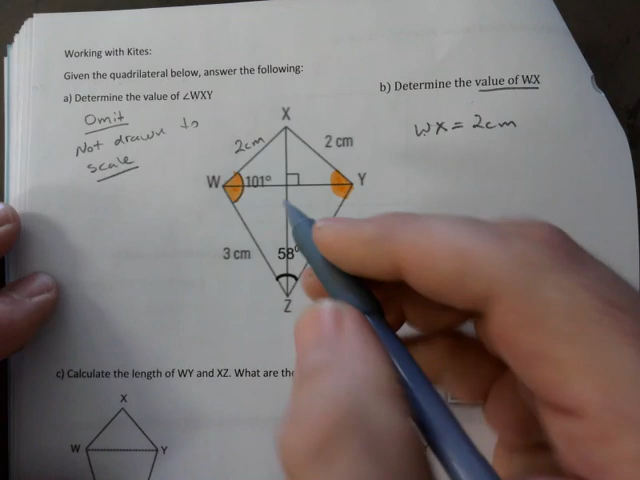 Working with Kites:
Given the quadrilateral below, answer the following:
a) Determine the value of ∠WXY
b) Determine the value of WX
Omit
Not drawn to
scale
WX = 2cm
X
2cm
2 cm
W
101°
Y
3 cm
58°
Z
c) Calculate the length of WY and XZ. What are
X
W
Y